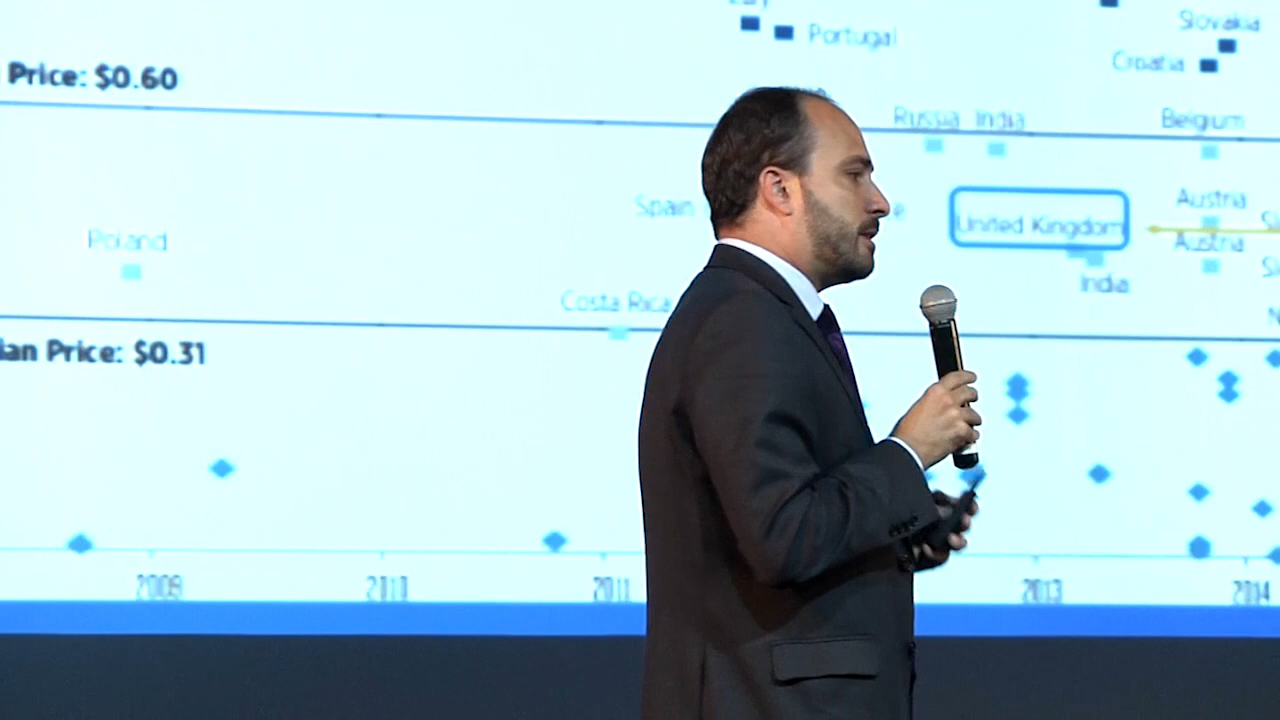 Portugal
Slovakia
Croatia
Price: $0.60
Russia
India
Belgium
Spain
United Kingdom
Austria
Poland
Austria
India
Costa Rica
Price: $0.31
2009
2010
2011
2013
2014